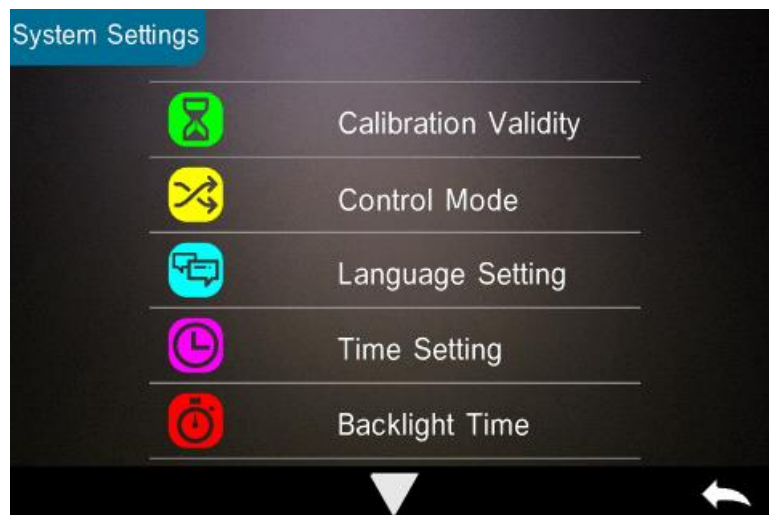 System Settings
Calibration Validity
Control Mode
Language Setting
Time Setting
Backlight Time